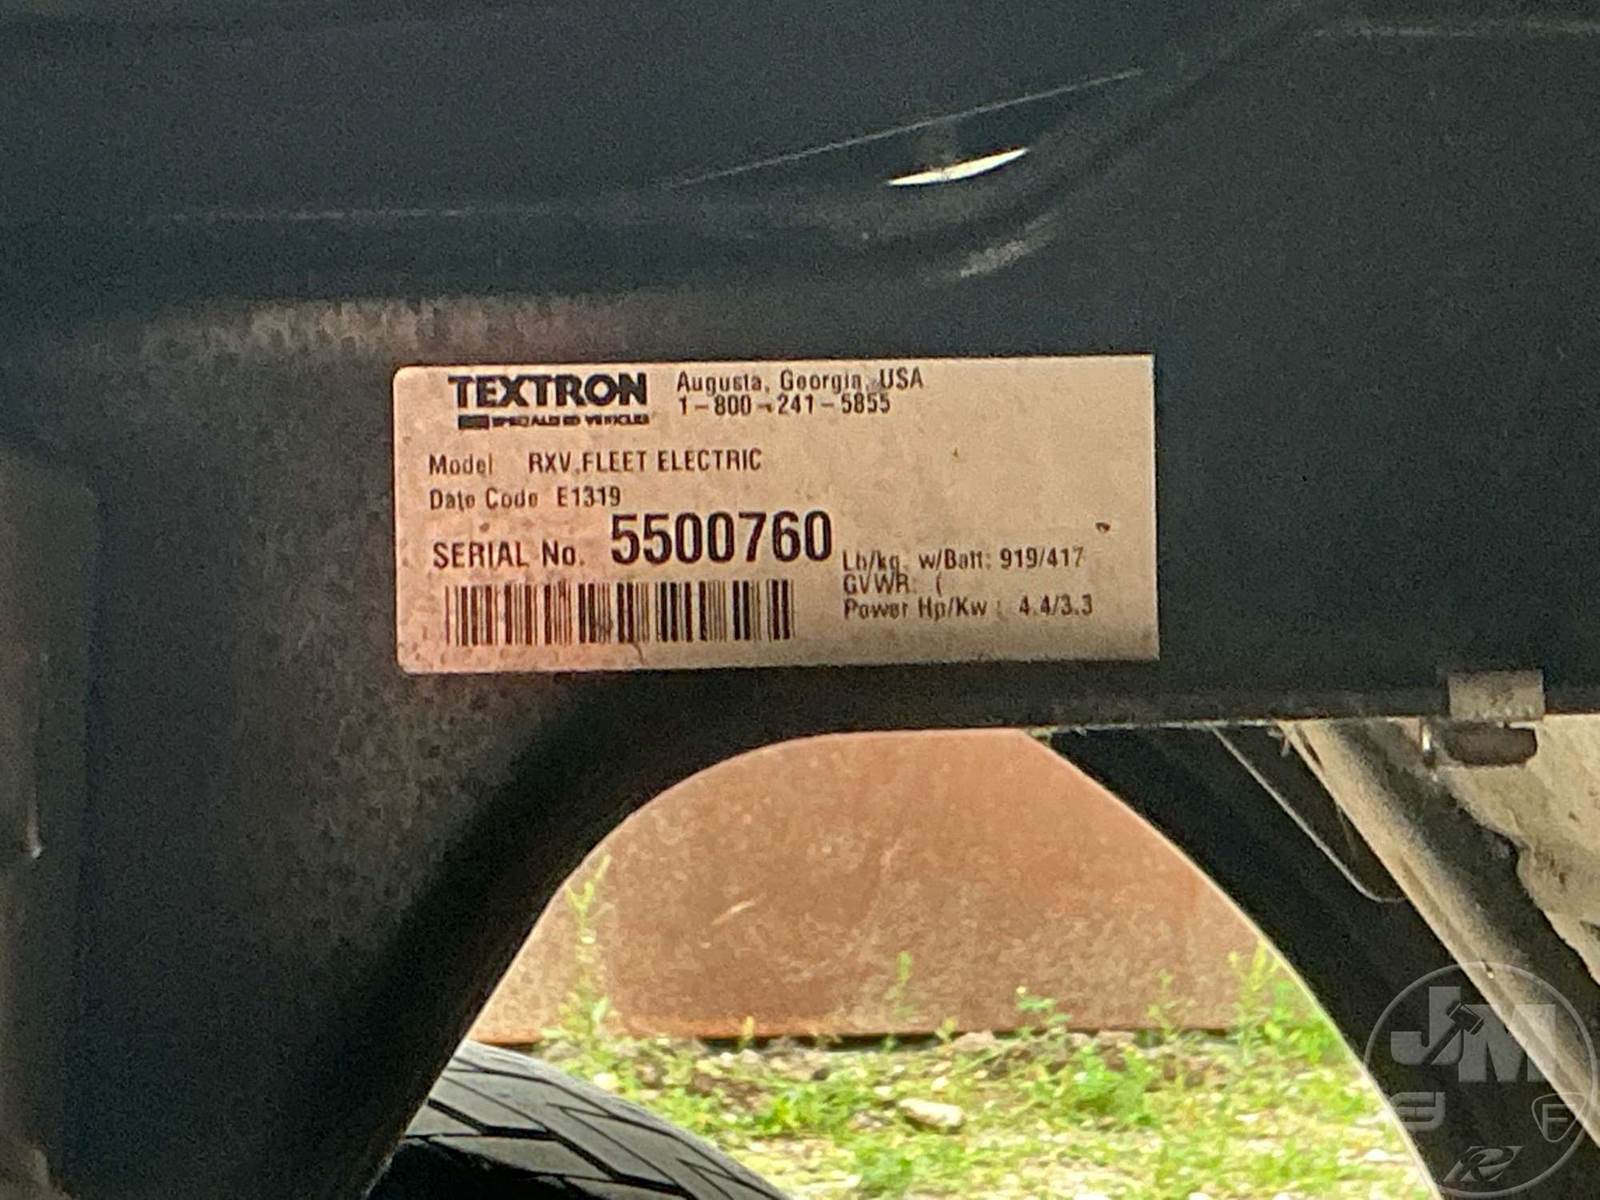 TEXTRON
SPECIALIZED VEHICLES
Augusta, Georgia, USA
1-800-241-5855
Model RXV,FLEET ELECTRIC
Date Code E1319
SERIAL No. 5500760
Lb/kg. w/Batt: 919/417
GVWR: (
Power Hp/Kw : 4.4/3.3
JM